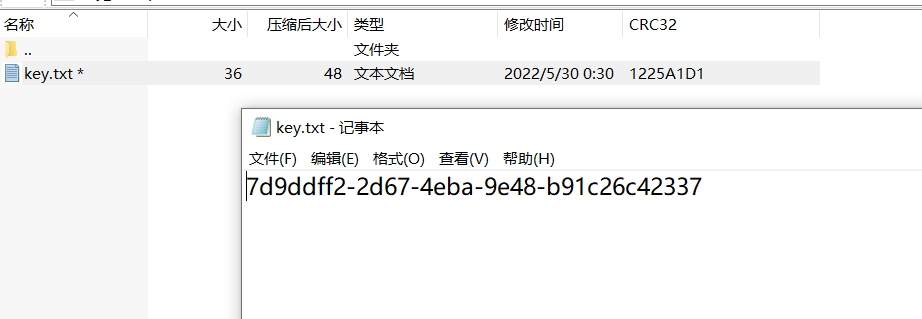 名称 大小 压缩后大小 类型 修改时间 CRC32
.. 文件夹
key.txt * 36 48 文本文档 2022/5/30 0:30 1225A1D1
key.txt - 记事本
文件(F) 编辑(E) 格式(O) 查看(V) 帮助(H)
7d9ddff2-2d67-4eba-9e48-b91c26c42337